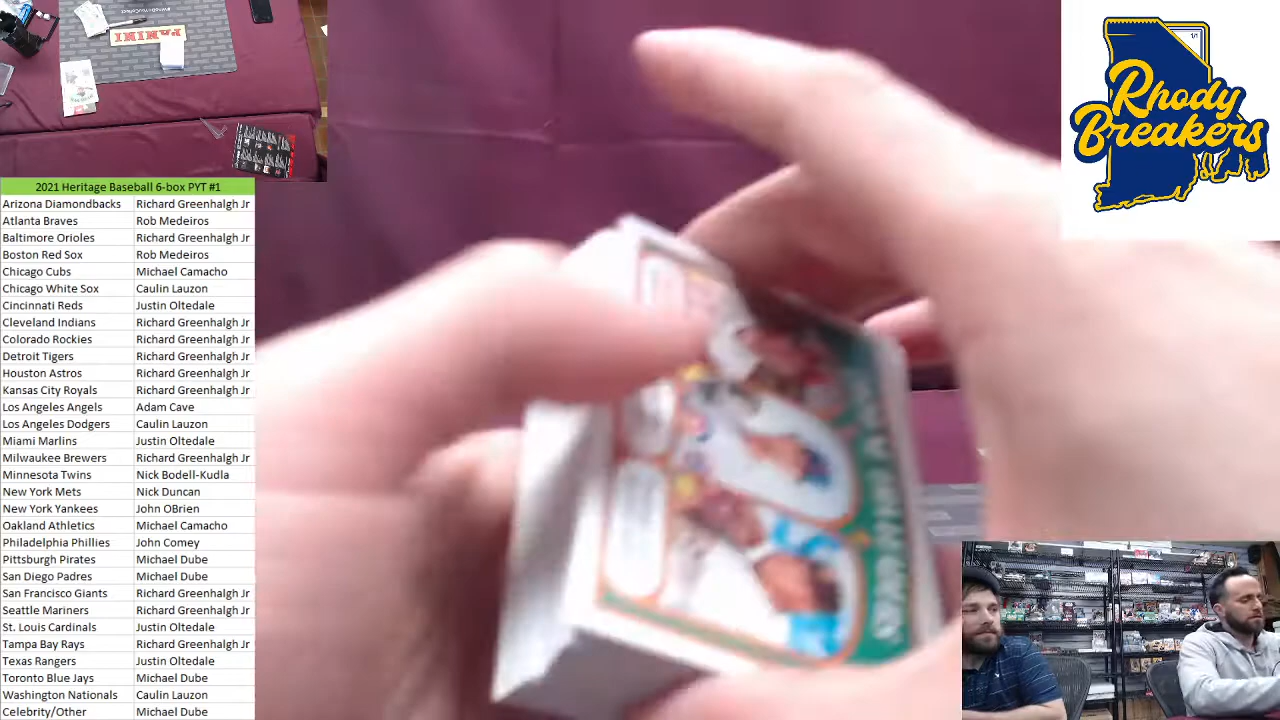 PANINI
1/1
Rhody
Breakers
2021 Heritage Baseball 6-box PYT #1
Arizona Diamondbacks Richard Greenhalgh Jr
Atlanta Braves Rob Medeiros
Baltimore Orioles Richard Greenhalgh Jr
Boston Red Sox Rob Medeiros
Chicago Cubs Michael Camacho
Chicago White Sox Caulin Lauzon
Cincinnati Reds Justin Oltedale
Cleveland Indians Richard Greenhalgh Jr
Colorado Rockies Richard Greenhalgh Jr
Detroit Tigers Richard Greenhalgh Jr
Houston Astros Richard Greenhalgh Jr
Kansas City Royals Richard Greenhalgh Jr
Los Angeles Angels Adam Cave
Los Angeles Dodgers Caulin Lauzon
Miami Marlins Justin Oltedale
Milwaukee Brewers Richard Greenhalgh Jr
Minnesota Twins Nick Bodell-Kudla
New York Mets Nick Duncan
New York Yankees John OBrien
Oakland Athletics Michael Camacho
Philadelphia Phillies John Comey
Pittsburgh Pirates Michael Dube
San Diego Padres Michael Dube
San Francisco Giants Richard Greenhalgh Jr
Seattle Mariners Richard Greenhalgh Jr
St. Louis Cardinals Justin Oltedale
Tampa Bay Rays Richard Greenhalgh Jr
Texas Rangers Justin Oltedale
Toronto Blue Jays Michael Dube
Washington Nationals Caulin Lauzon
Celebrity/Other Michael Dube